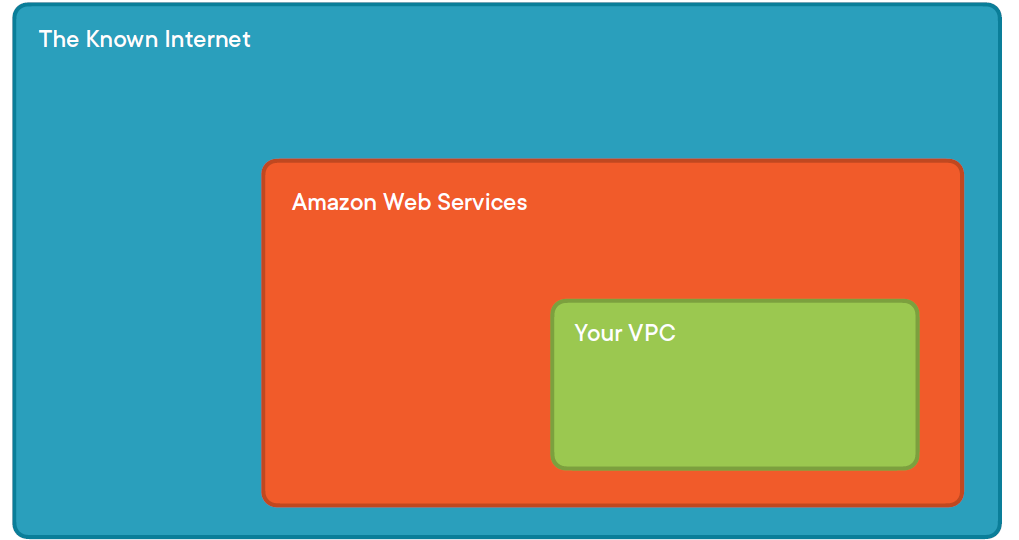 The Known Internet
Amazon Web Services
Your VPC